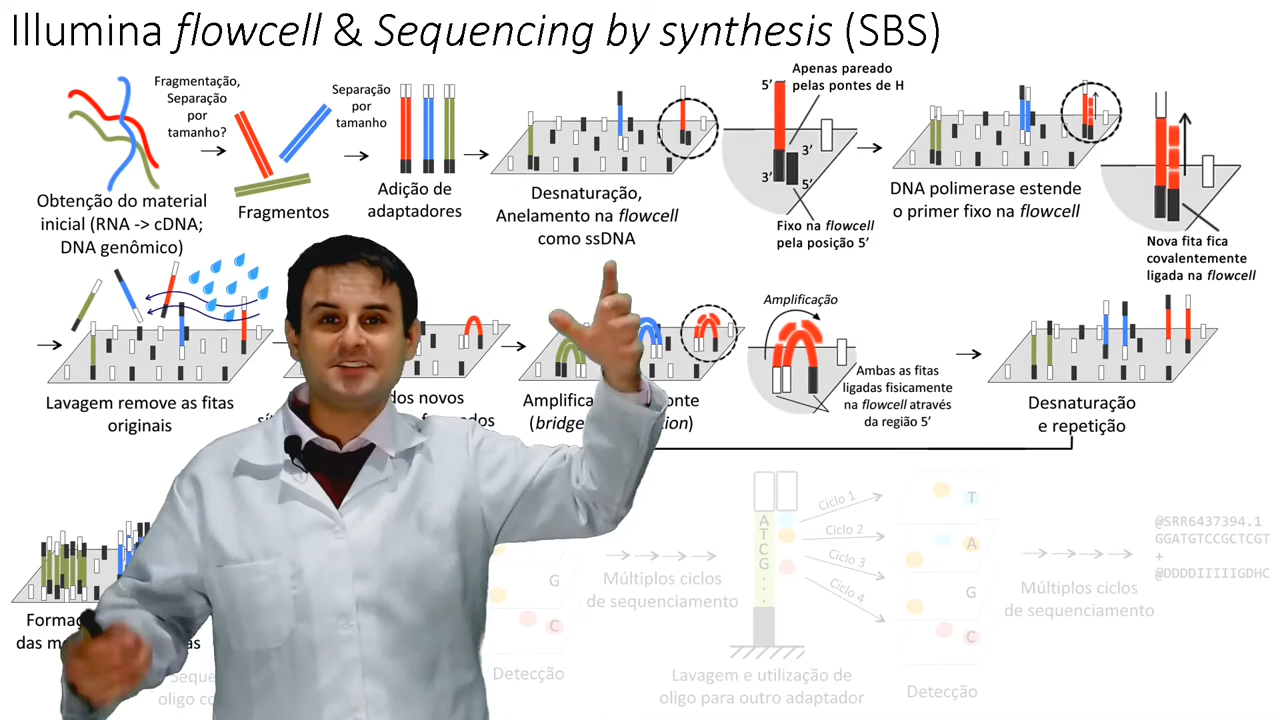 Illumina flowcell & Sequencing by synthesis (SBS)
Fragmentação,
Separação
por
tamanho?
Separação
por
tamanho
Apenas pareado
pelas pontes de H
5’
3’
3’
5’
Obtenção do material
inicial (RNA -> cDNA;
DNA genômico)
Fragmentos
Adição de
adaptadores
Desnaturação,
Anelamento na flowcell
como ssDNA
Fixo na flowcell
pela posição 5’
DNA polimerase estende
o primer fixo na flowcell
Nova fita fica
covalentemente
ligada na flowcell
Lavagem remove as fitas
originais
dos novos
Amplificação
Ambas as fitas
ligadas fisicamente
na flowcell através
da região 5’
Desnaturação
e repetição
(bridge
G
C
Detecção
Múltiplos ciclos
de sequenciamento
A
T
C
G
.
.
.
Ciclo 1
Ciclo 2
Ciclo 3
Ciclo 4
Lavagem e utilização de
oligo para outro adaptador
T
A
G
C
Detecção
Múltiplos ciclos
de sequenciamento
@SRR6437394.1
GGATGTCCGCTCGT
+
@DDDDIIIIIGDHC